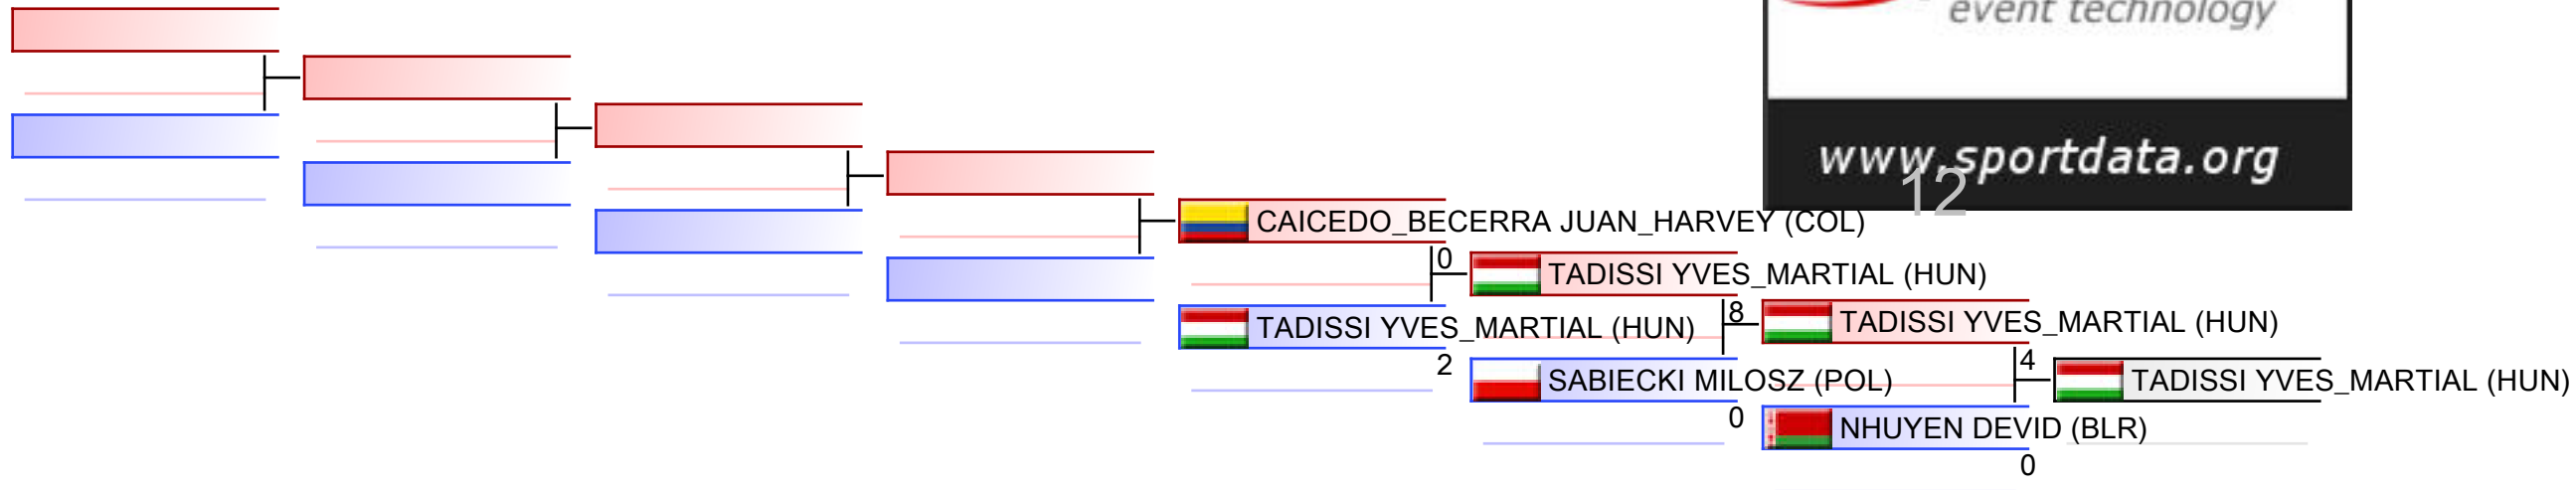 event technology
www.sportdata.org
12
CAICEDO_BECERRA JUAN_HARVEY (COL)
0
TADISSI YVES_MARTIAL (HUN)
8
TADISSI YVES_MARTIAL (HUN)
TADISSI YVES_MARTIAL (HUN)
2
4
SABIECKI MILOSZ (POL)
TADISSI YVES_MARTIAL (HUN)
0
NHUYEN DEVID (BLR)
0